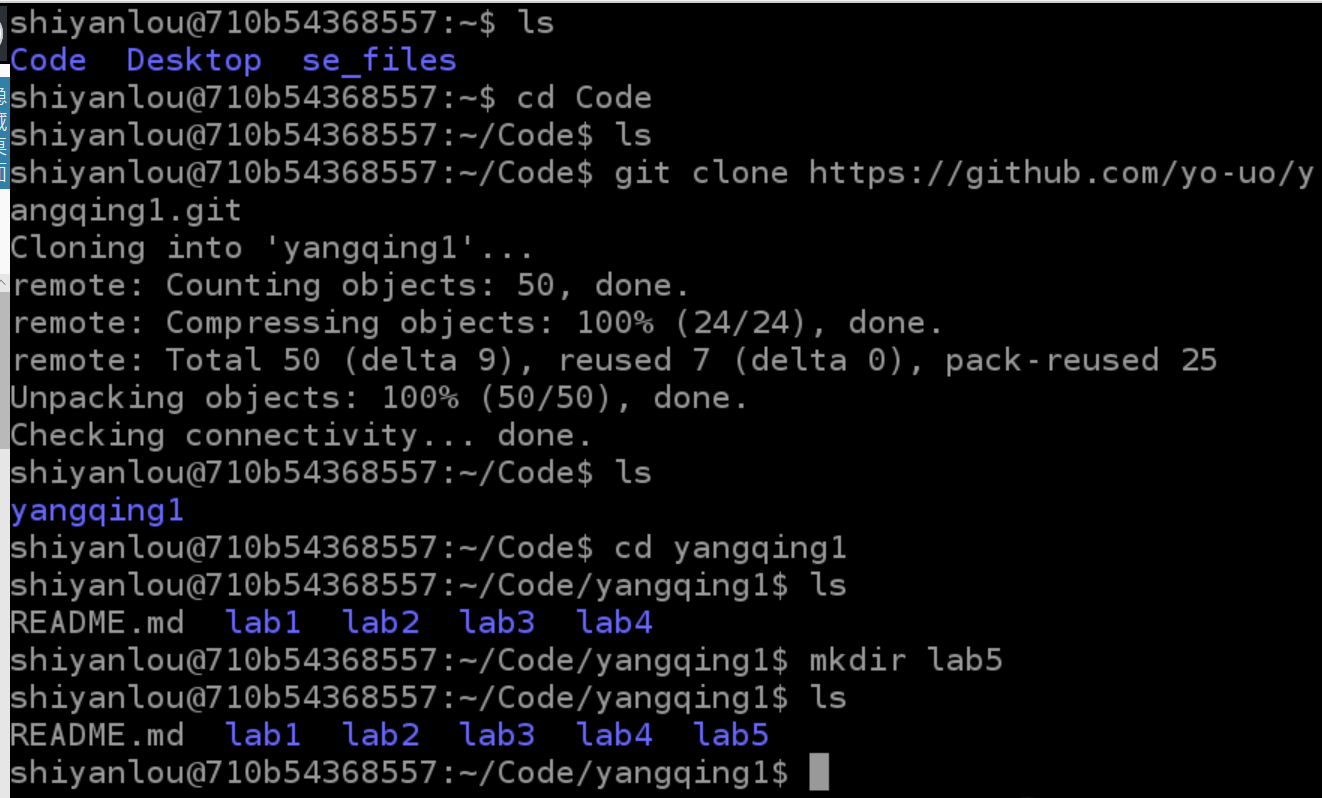 shiyanlou@710b54368557:~$ ls
Code  Desktop  se_files
shiyanlou@710b54368557:~$ cd Code
shiyanlou@710b54368557:~/Code$ ls
shiyanlou@710b54368557:~/Code$ git clone https://github.com/yo-uo/y
angqing1.git
Cloning into 'yangqing1'...
remote: Counting objects: 50, done.
remote: Compressing objects: 100% (24/24), done.
remote: Total 50 (delta 9), reused 7 (delta 0), pack-reused 25
Unpacking objects: 100% (50/50), done.
Checking connectivity... done.
shiyanlou@710b54368557:~/Code$ ls
yangqing1
shiyanlou@710b54368557:~/Code$ cd yangqing1
shiyanlou@710b54368557:~/Code/yangqing1$ ls
README.md  lab1  lab2  lab3  lab4
shiyanlou@710b54368557:~/Code/yangqing1$ mkdir lab5
shiyanlou@710b54368557:~/Code/yangqing1$ ls
README.md  lab1  lab2  lab3  lab4  lab5
shiyanlou@710b54368557:~/Code/yangqing1$